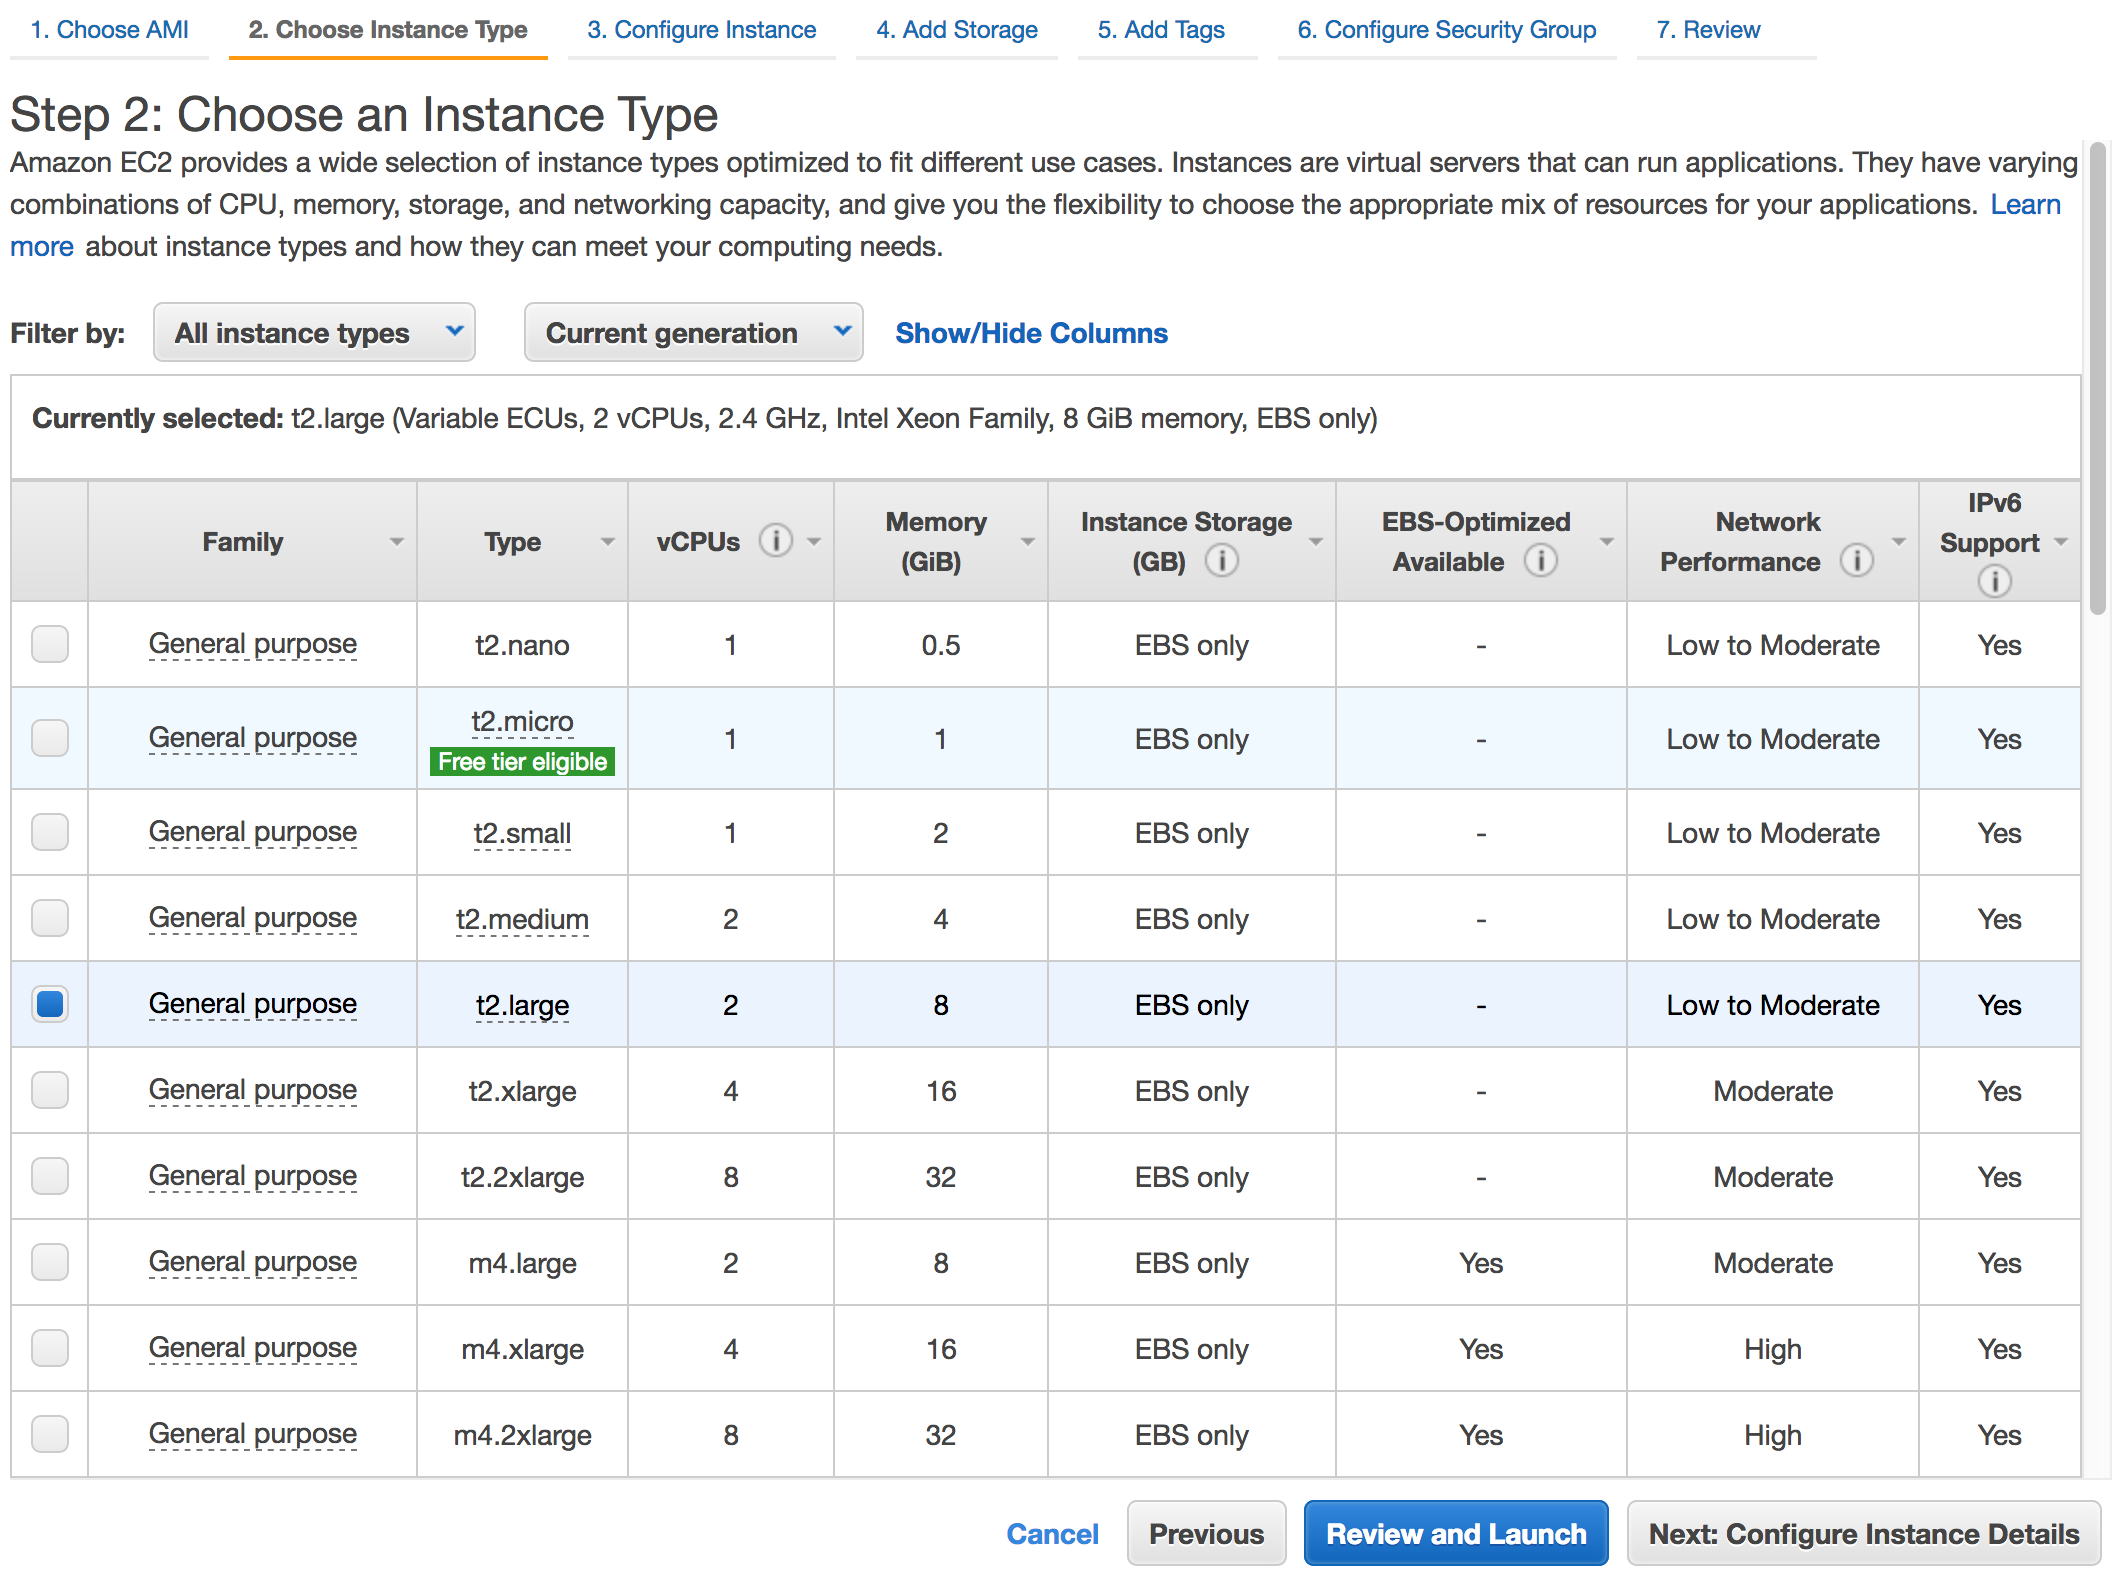 1. Choose AMI 2. Choose Instance Type 3. Configure Instance 4. Add Storage 5. Add Tags 6. Configure Security Group 7. Review
Step 2: Choose an Instance Type
Amazon EC2 provides a wide selection of instance types optimized to fit different use cases. Instances are virtual servers that can run applications. They have varying
combinations of CPU, memory, storage, and networking capacity, and give you the flexibility to choose the appropriate mix of resources for your applications. Learn
more about instance types and how they can meet your computing needs.
Filter by: All instance types Current generation Show/Hide Columns
Currently selected: t2.large (Variable ECUs, 2 vCPUs, 2.4 GHz, Intel Xeon Family, 8 GiB memory, EBS only)
Family Type vCPUs i Memory (GiB) Instance Storage (GB) i EBS-Optimized Available i Network Performance i IPv6 Support i
General purpose t2.nano 1 0.5 EBS only - Low to Moderate Yes
General purpose t2.micro 1 1 EBS only - Low to Moderate Yes
Free tier eligible
General purpose t2.small 1 2 EBS only - Low to Moderate Yes
General purpose t2.medium 2 4 EBS only - Low to Moderate Yes
General purpose t2.large 2 8 EBS only - Low to Moderate Yes
General purpose t2.xlarge 4 16 EBS only - Moderate Yes
General purpose t2.2xlarge 8 32 EBS only - Moderate Yes
General purpose m4.large 2 8 EBS only Yes Moderate Yes
General purpose m4.xlarge 4 16 EBS only Yes High Yes
General purpose m4.2xlarge 8 32 EBS only Yes High Yes
Cancel Previous Review and Launch Next: Configure Instance Details